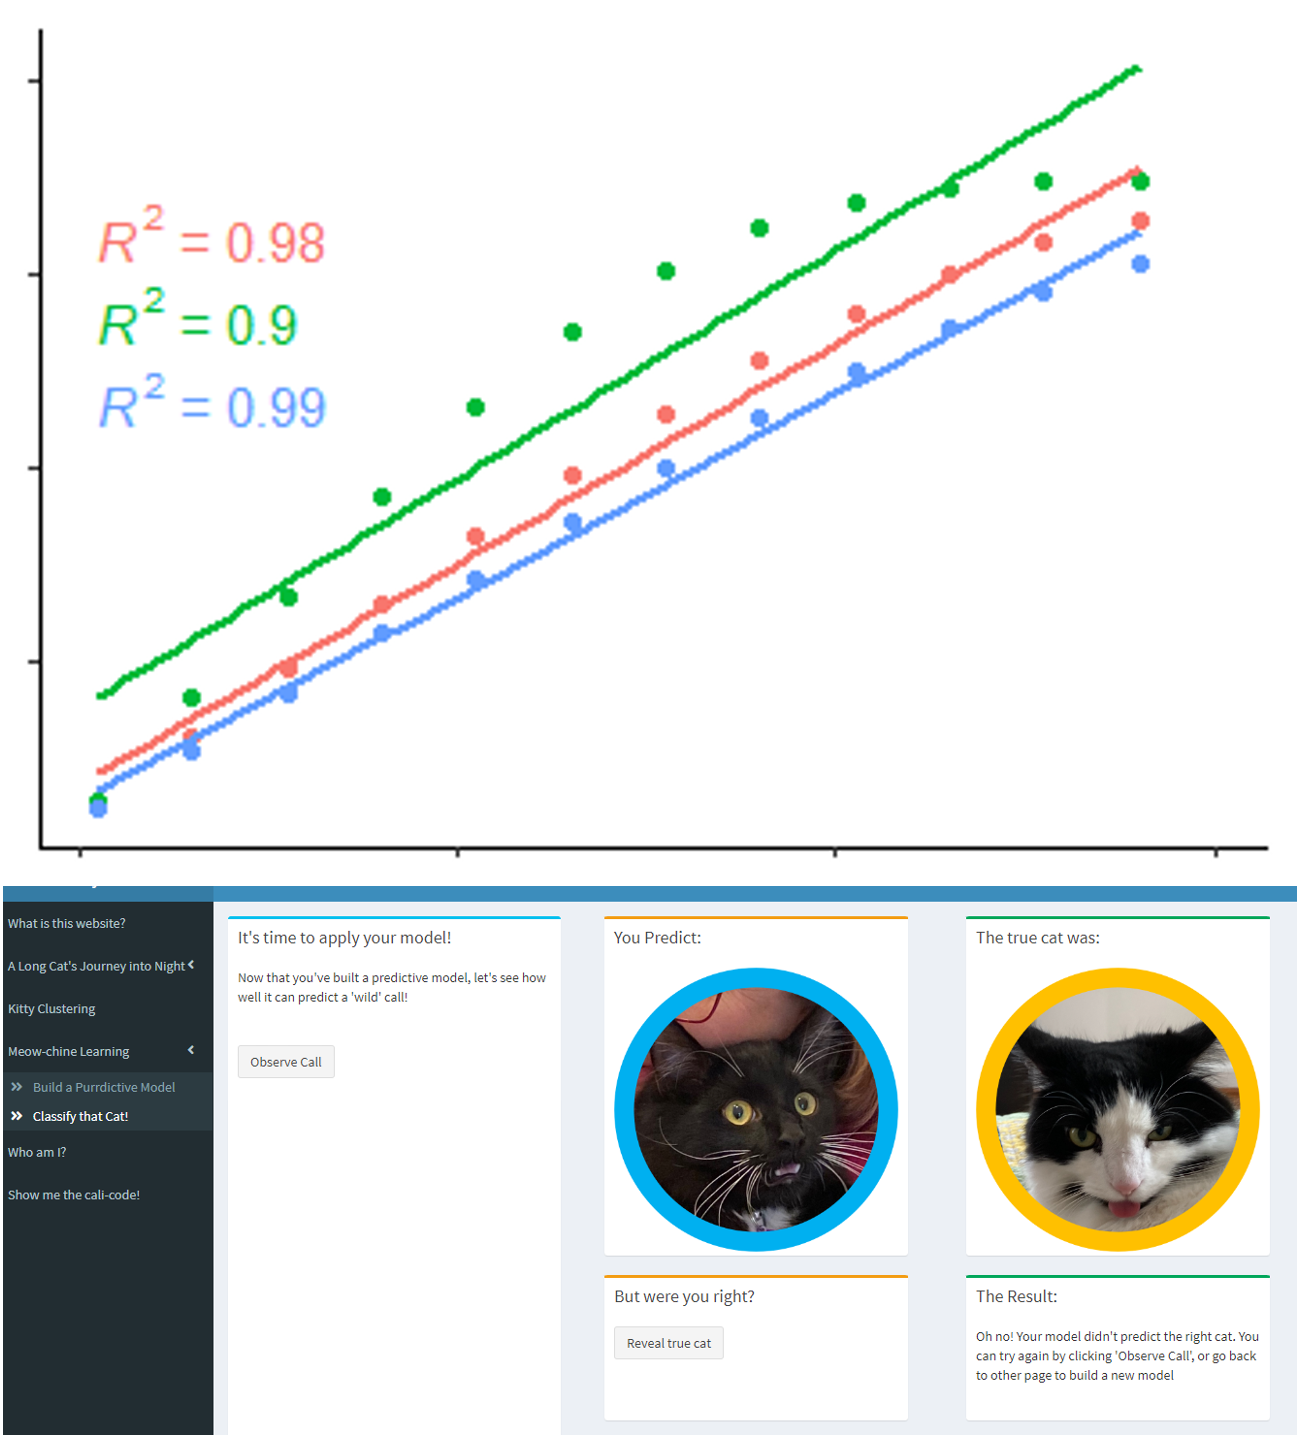 R² = 0.98
R² = 0.9
R² = 0.99
What is this website?
A Long Cat's Journey into Night
Kitty Clustering
Meow-chine Learning
Build a Purrdictive Model
Classify that Cat!
Who am I?
Show me the cali-code!
It's time to apply your model!
Now that you've built a predictive model, let's see how
well it can predict a 'wild' call!
Observe Call
You Predict:
But were you right?
Reveal true cat
The true cat was:
The Result:
Oh no! Your model didn't predict the right cat. You
can try again by clicking 'Observe Call', or go back
to other page to build a new model